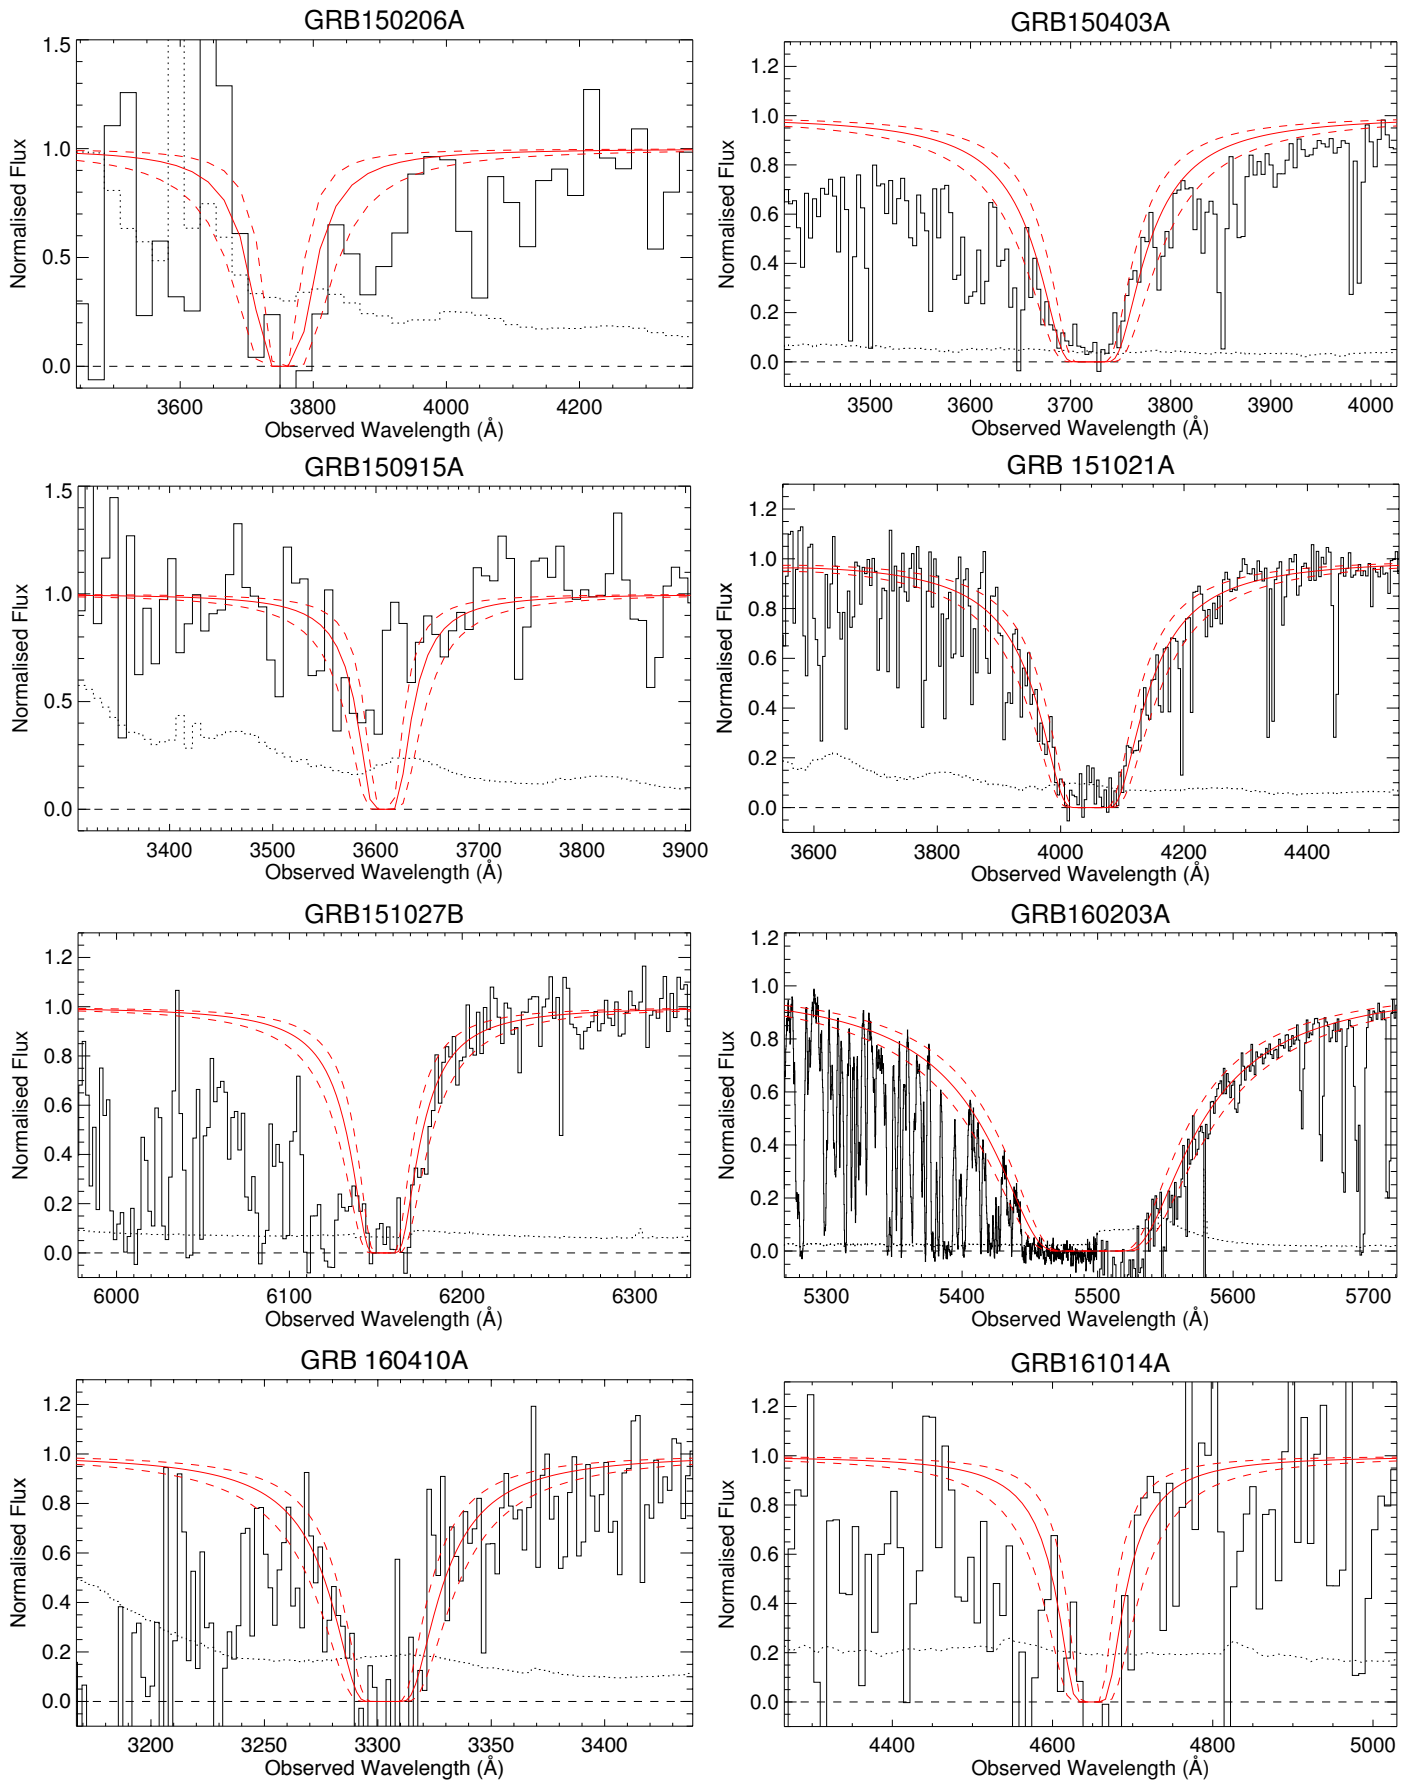 GRB150206A
1.5
1.0
0.5
0.0
Normalised Flux
3600 3800 4000 4200
Observed Wavelength (Å)
GRB150403A
1.2
1.0
0.8
0.6
0.4
0.2
0.0
Normalised Flux
3500 3600 3700 3800 3900 4000
Observed Wavelength (Å)
GRB150915A
1.5
1.0
0.5
0.0
Normalised Flux
3400 3500 3600 3700 3800 3900
Observed Wavelength (Å)
GRB 151021A
1.2
1.0
0.8
0.6
0.4
0.2
0.0
Normalised Flux
3600 3800 4000 4200 4400
Observed Wavelength (Å)
GRB151027B
1.2
1.0
0.8
0.6
0.4
0.2
0.0
Normalised Flux
6000 6100 6200 6300
Observed Wavelength (Å)
GRB160203A
1.2
1.0
0.8
0.6
0.4
0.2
0.0
Normalised Flux
5300 5400 5500 5600 5700
Observed Wavelength (Å)
GRB 160410A
1.2
1.0
0.8
0.6
0.4
0.2
0.0
Normalised Flux
3200 3250 3300 3350 3400
Observed Wavelength (Å)
GRB161014A
1.2
1.0
0.8
0.6
0.4
0.2
0.0
Normalised Flux
4400 4600 4800 5000
Observed Wavelength (Å)